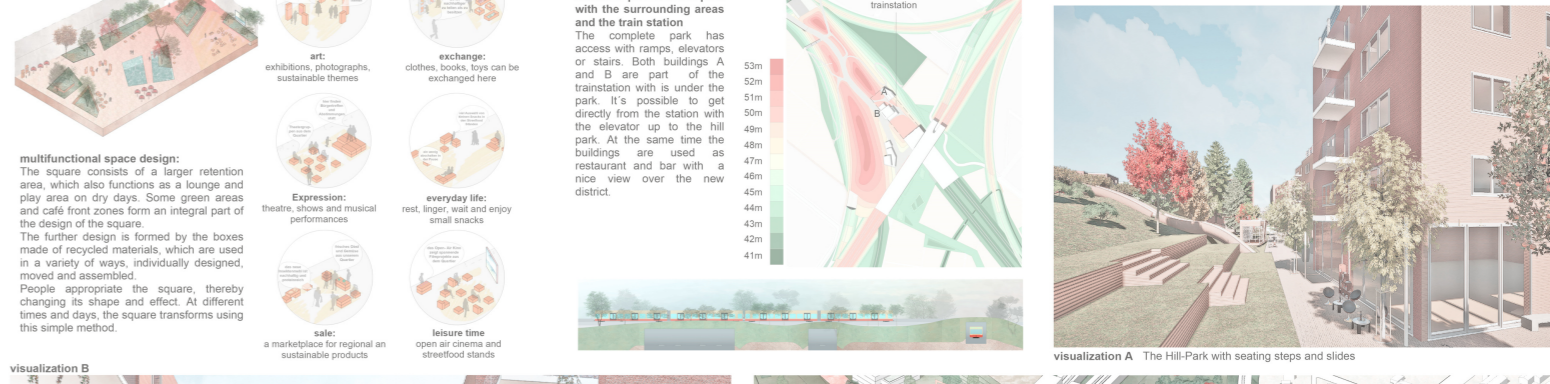 multifunctional space design:
The square consists of a larger retention
area, which also functions as a lounge and
play area on dry days. Some green areas
and café front zones form an integral part of
the design of the square.
The further design is formed by the boxes
made of recycled materials, which are used
in a variety of ways, individually designed,
moved and assembled.
People appropriate the square, thereby
changing its shape and effect. At different
times and days, the square transforms using
this simple method.
visualization B
art:
exhibitions, photographs,
sustainable themes
exchange:
clothes, books, toys can be
exchanged here
Expression:
theatre, shows and musical
performances
everyday life:
rest, linger, wait and enjoy
small snacks
sale:
a marketplace for regional an
sustainable products
leisure time
open air cinema and
streetfood stands
with the surrounding areas
and the train station
The complete park has
access with ramps, elevators
or stairs. Both buildings A
and B are part of the
trainstation with is under the
park. It´s possible to get
directly from the station with
the elevator up to the hill
park. At the same time the
buildings are used as
restaurant and bar with a
nice view over the new
district.
trainstation
53m
52m
51m
50m
49m
48m
47m
46m
45m
44m
43m
42m
41m
A
B
visualization A The Hill-Park with seating steps and slides